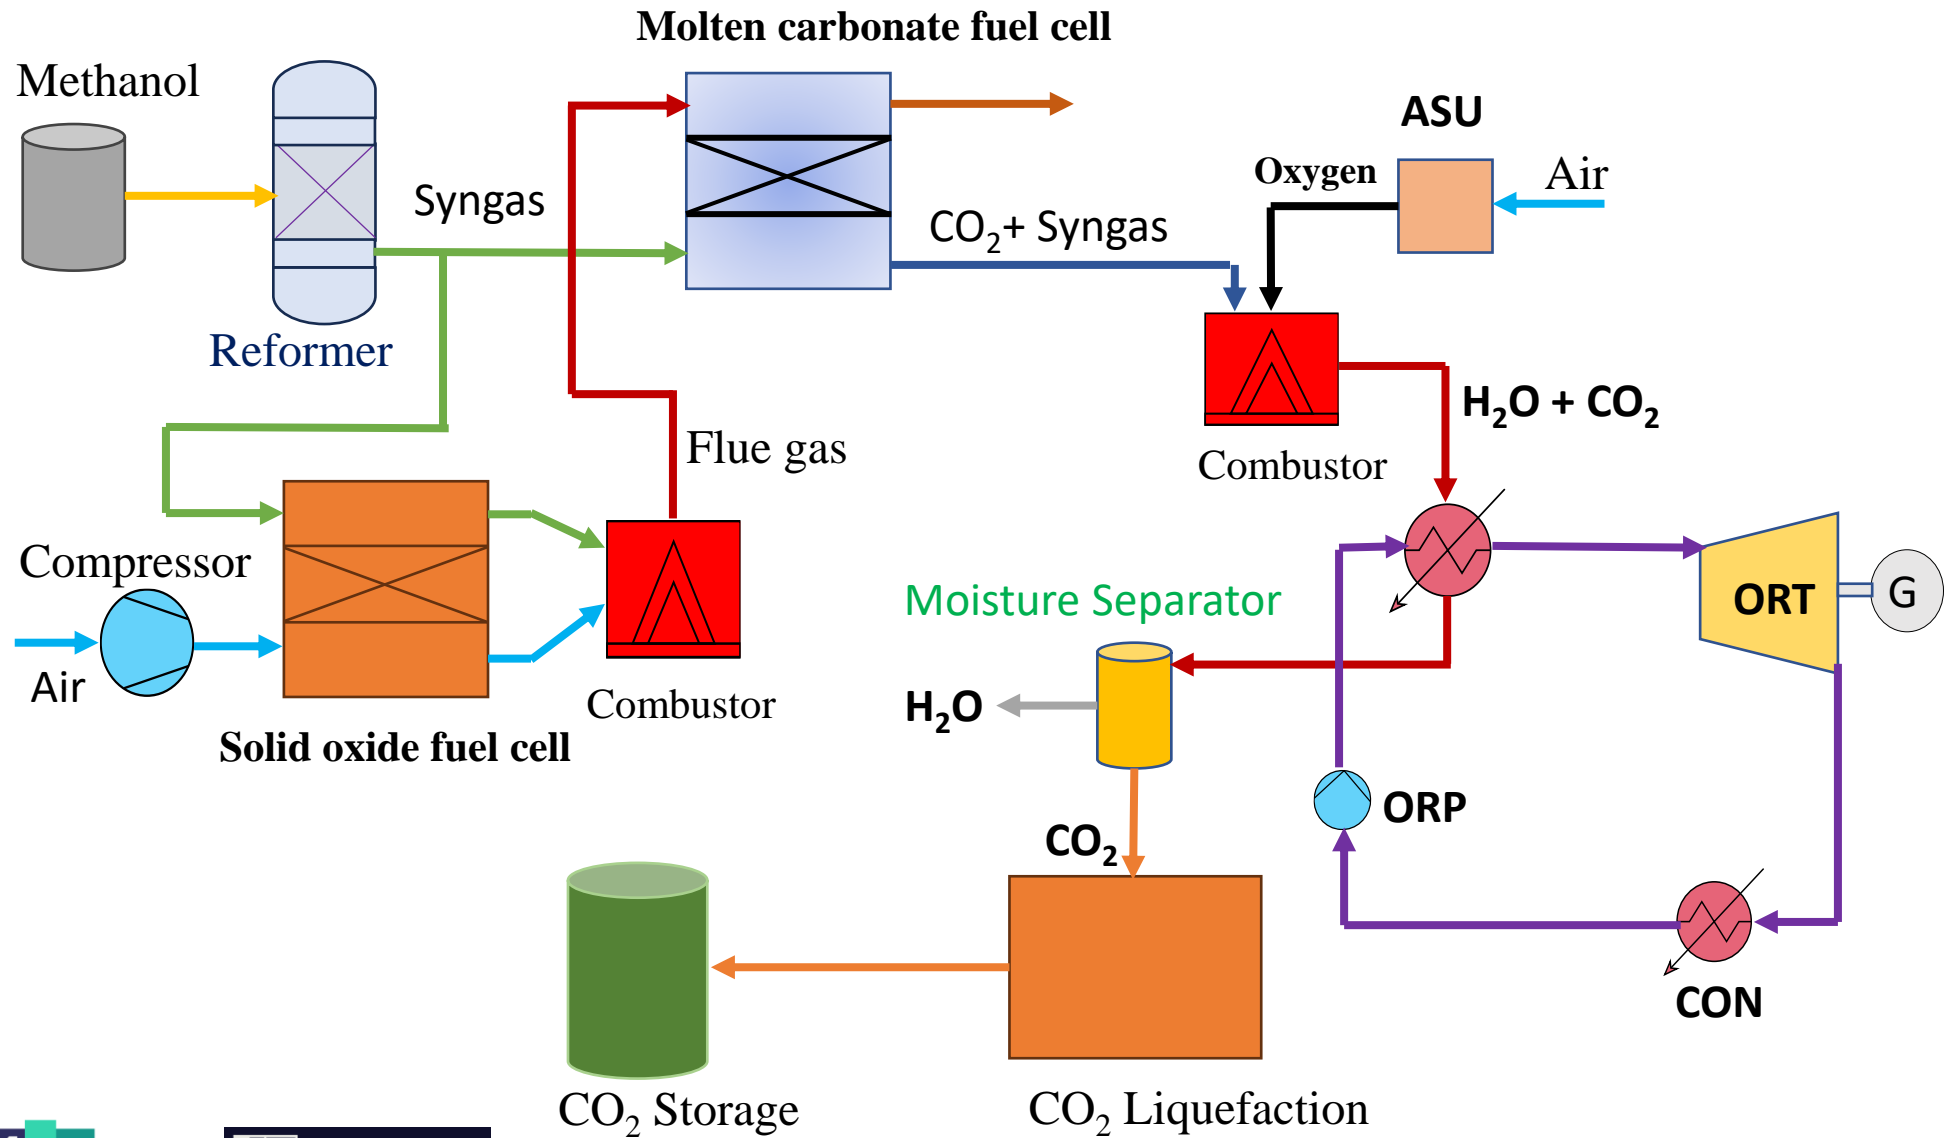 Molten carbonate fuel cell
Methanol
ASU
Oxygen
Air
Syngas
CO₂+ Syngas
Reformer
H₂O + CO₂
Flue gas
Combustor
Compressor
Moisture Separator
ORT
G
Air
H₂O
Combustor
Solid oxide fuel cell
ORP
CO₂
CON
CO₂ Storage
CO₂ Liquefaction